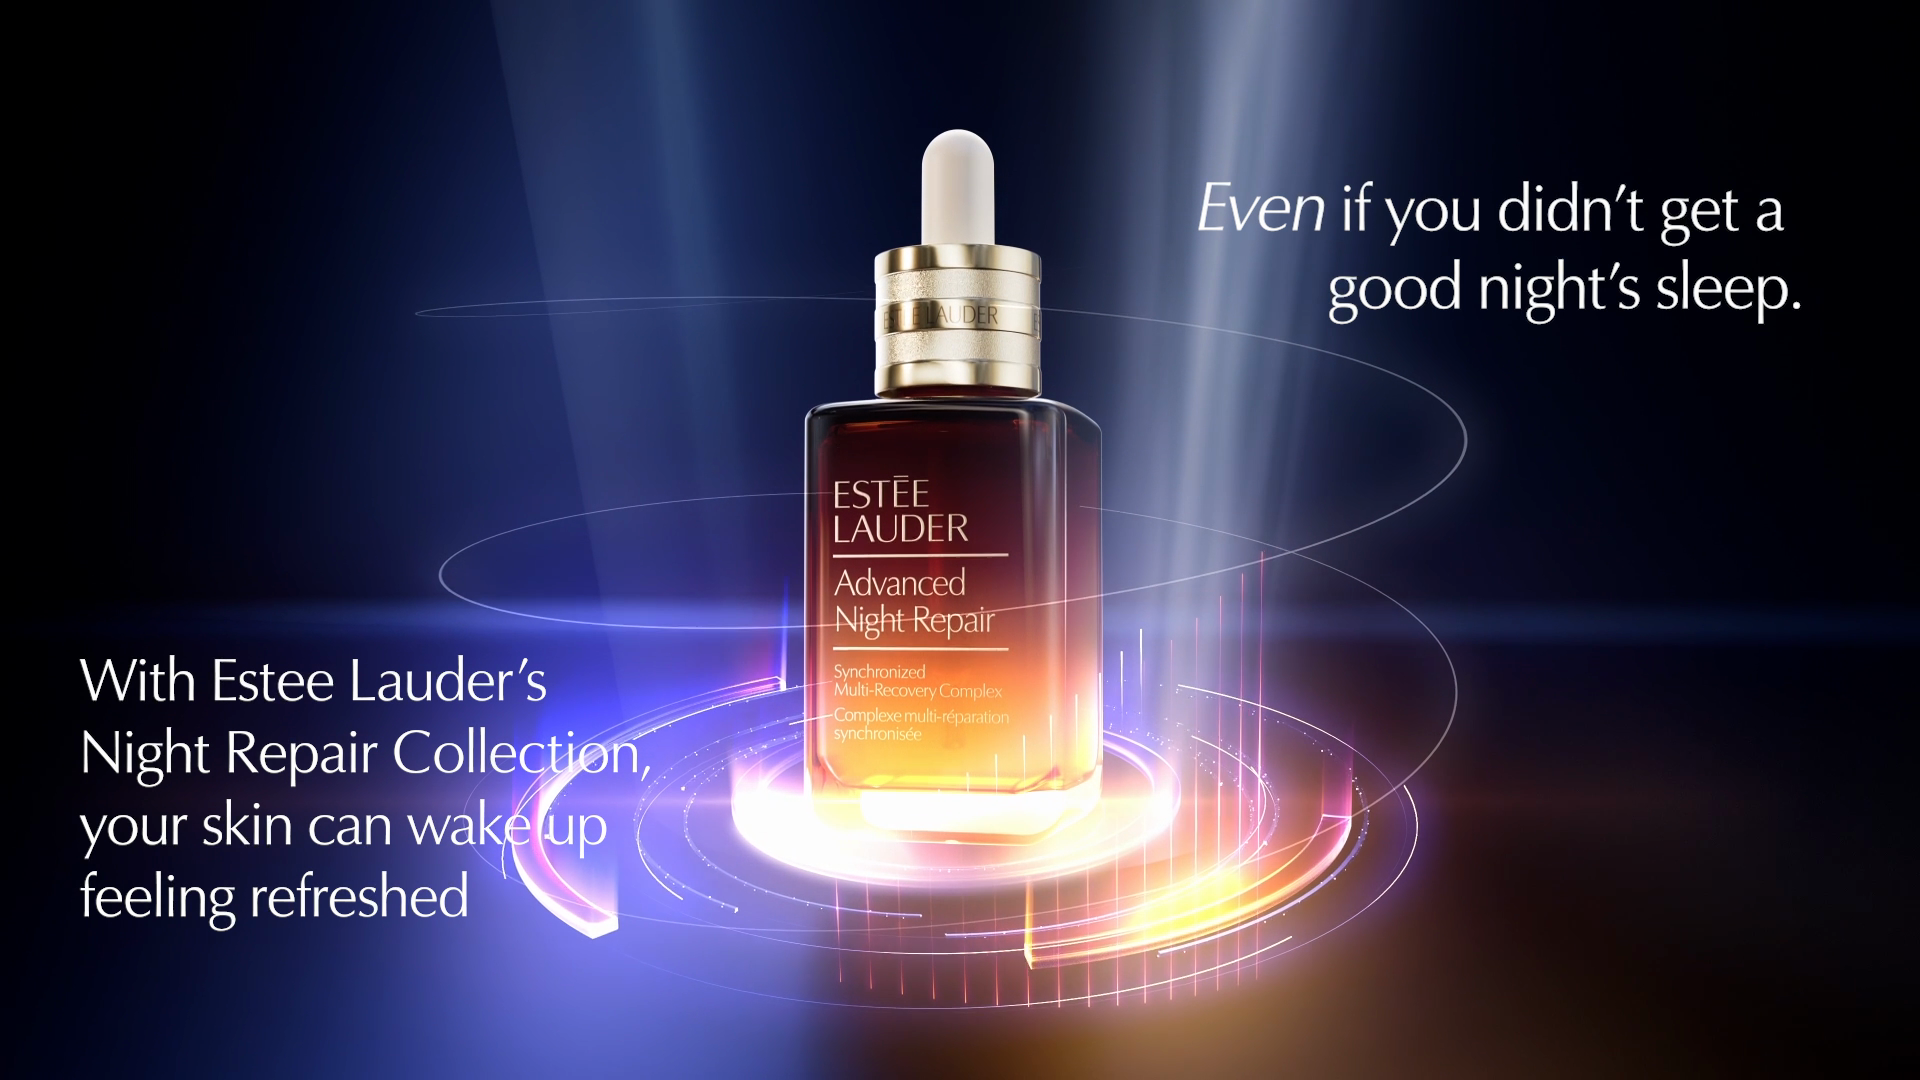 Even if you didn't get a
good night's sleep.
LAUDER
ESTĒE
LAUDER
Advanced
Night Repair
Synchronized
Multi-Recovery Complex
Complexe multi-réparation
synchronisée
With Estee Lauder's
Night Repair Collection,
your skin can wake up
feeling refreshed